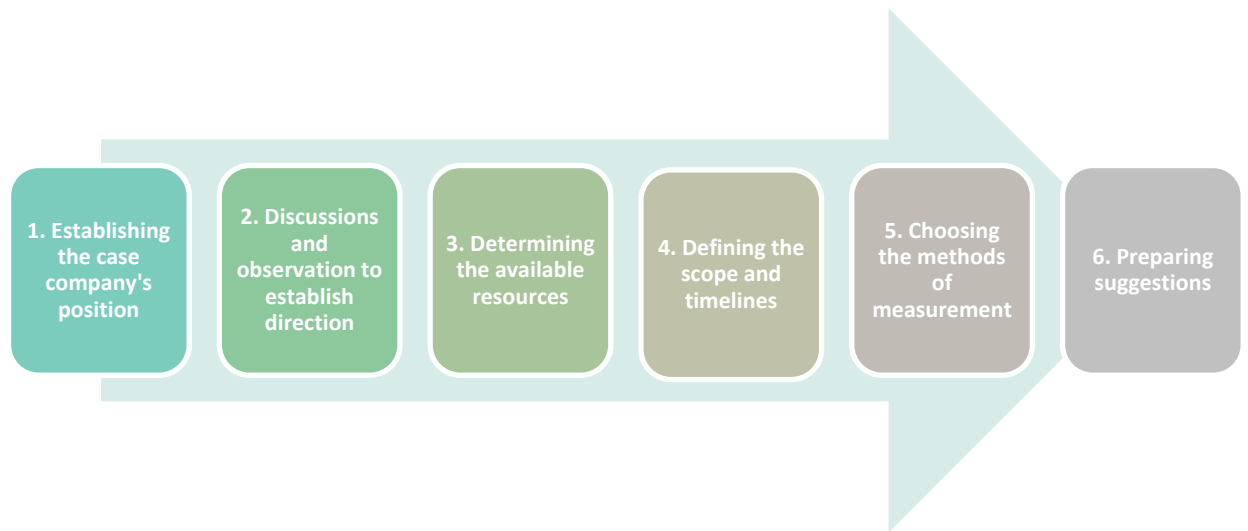 1. Establishing
the case
company's
position
2. Discussions
and
observation to
establish
direction
3. Determining
the available
resources
4. Defining the
scope and
timelines
5. Choosing
the methods
of
measurement
6. Preparing
suggestions